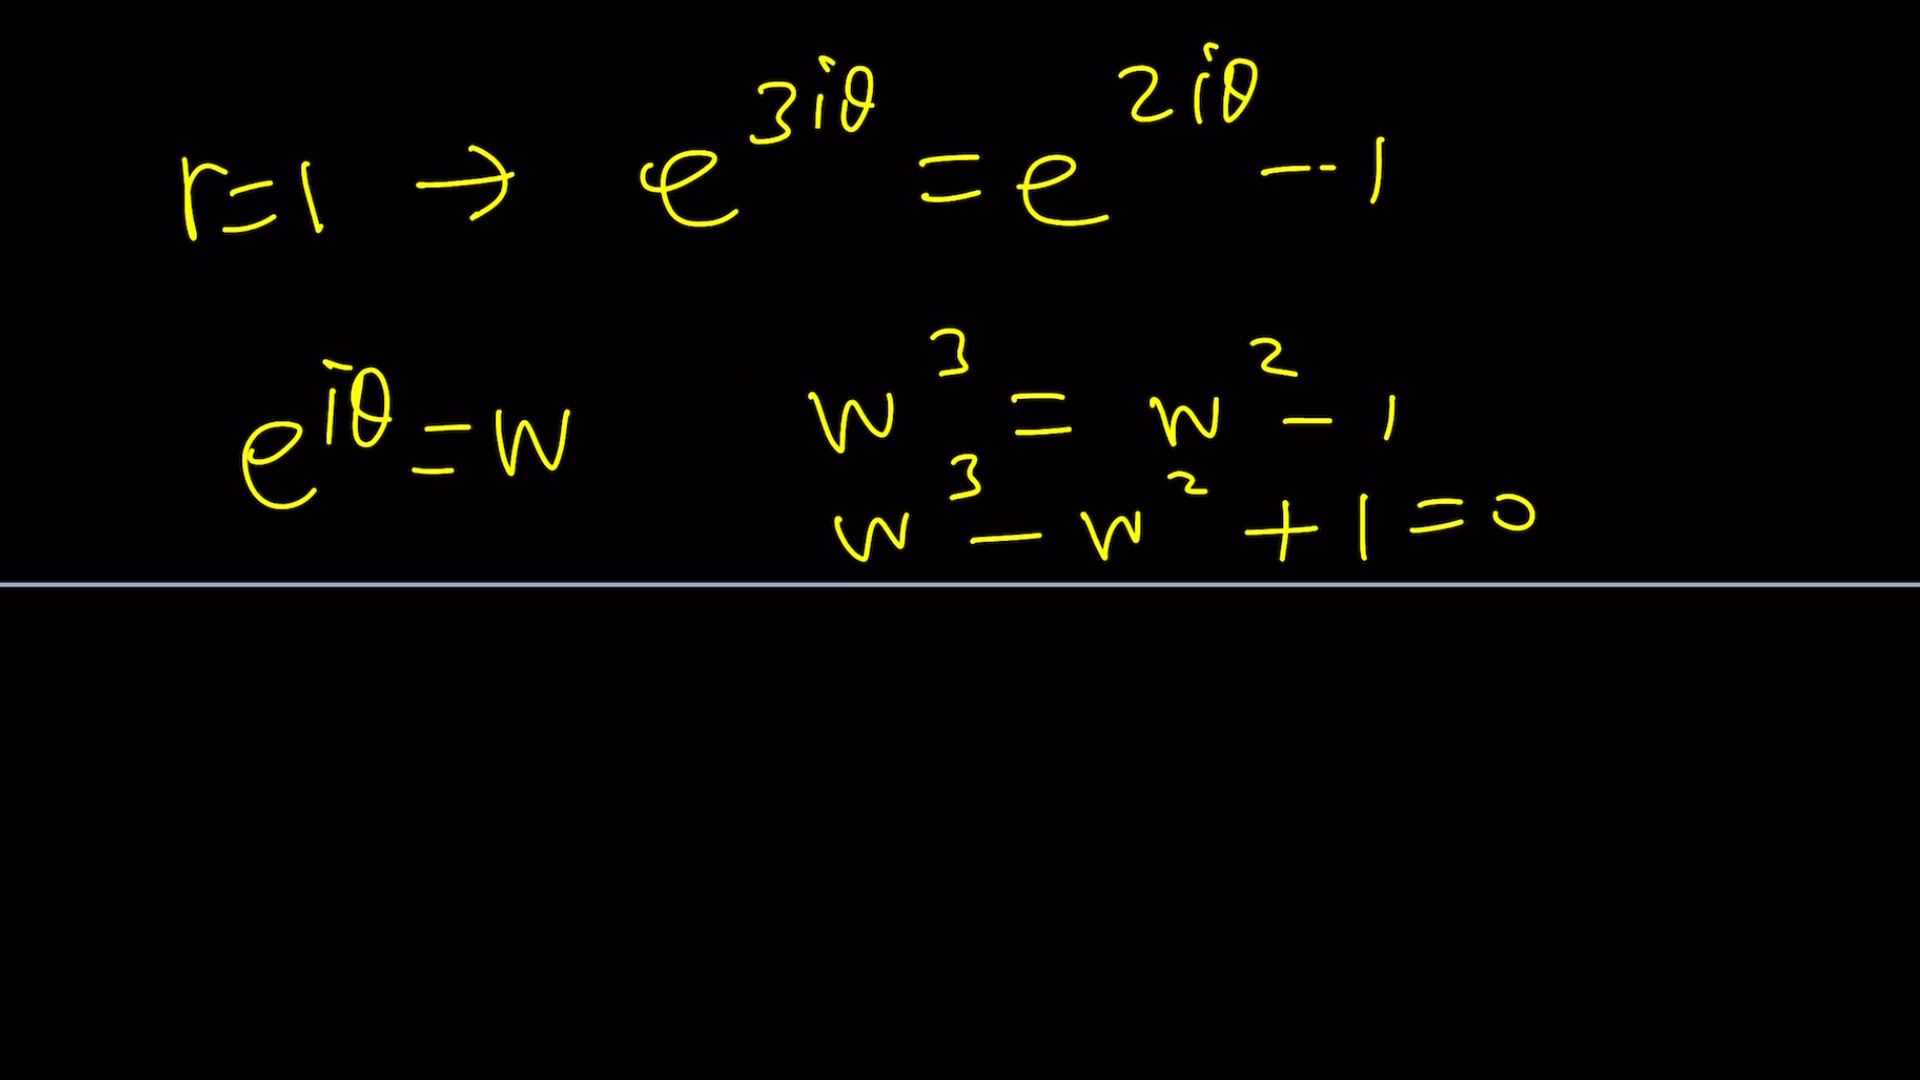 r=1 → e^{3iθ} = e^{2iθ} -- 1
e^{iθ} = w
w^3 = w^2 - 1
w^3 - w^2 + 1 = 0